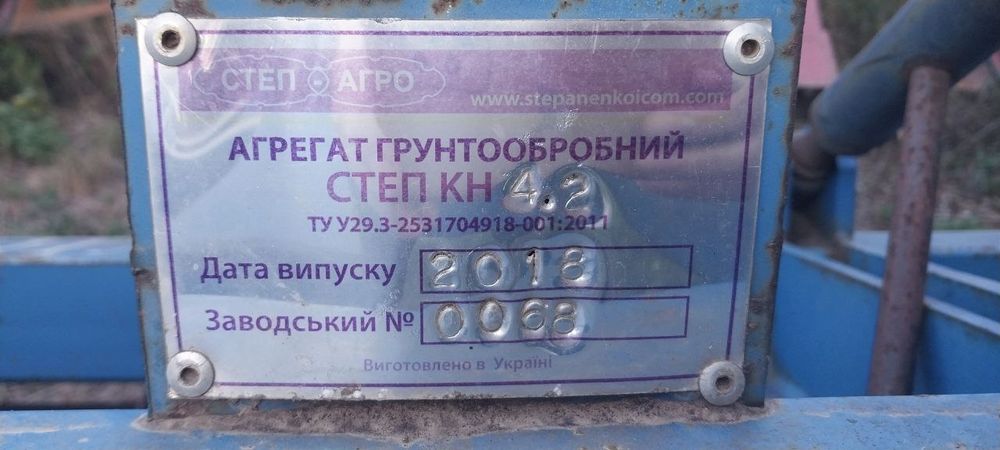 СТЕП АГРО
www.stepanenkoicom.com
АГРЕГАТ ГРУНТООБРОБНИЙ
СТЕП КН 4.2
ТУ У29.3-2531704918-001:2011
Дата випуску 2018
Заводський № 0068
Виготовлено в Україні